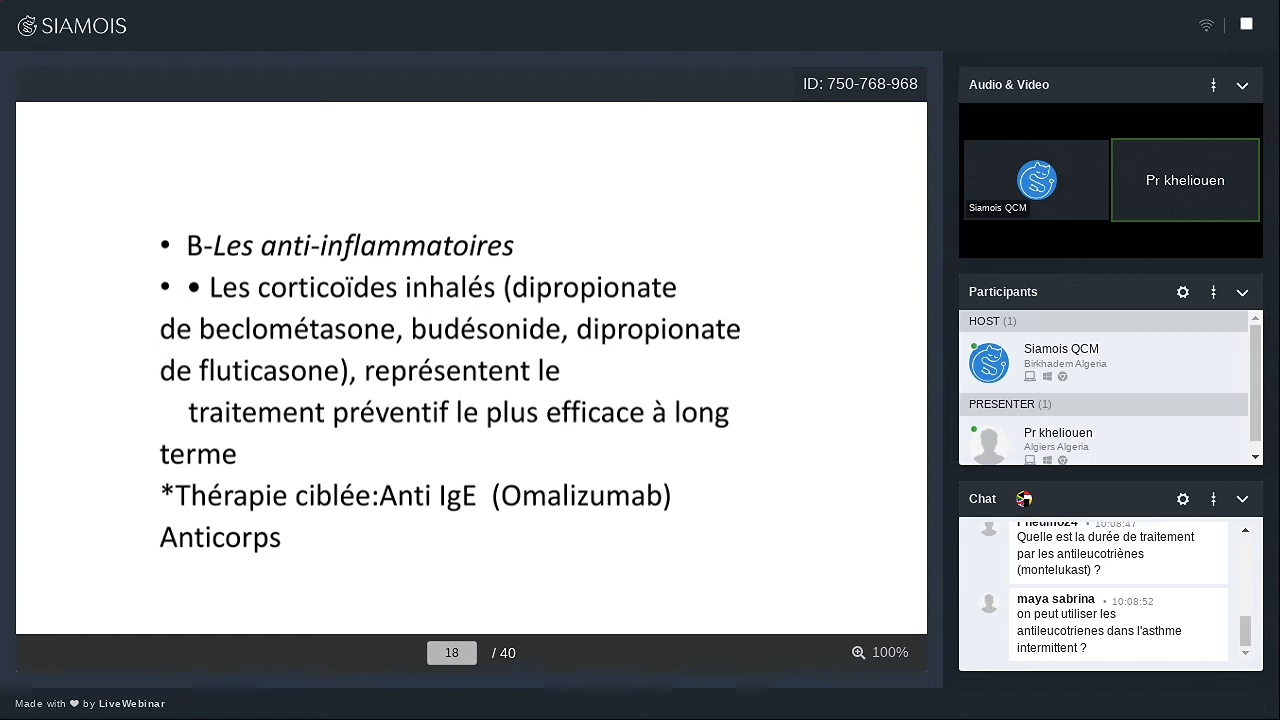 SIAMOIS
ID: 750-768-968
• B-Les anti-inflammatoires
• • Les corticoïdes inhalés (dipropionate
de beclométasone, budésonide, dipropionate
de fluticasone), représentent le
traitement préventif le plus efficace à long
terme
*Thérapie ciblée:Anti IgE (Omalizumab)
Anticorps
18 / 40
100%
Made with ❤ by LiveWebinar
Audio & Video
Siamois QCM
Pr kheliouen
Participants
HOST (1)
Siamois QCM
Birkhadem Algeria
PRESENTER (1)
Pr kheliouen
Algiers Algeria
Chat
Pneumo24 • 10:08:47
Quelle est la durée de traitement
par les antileucotriènes
(montelukast) ?
maya sabrina • 10:08:52
on peut utiliser les
antileucotrienes dans l'asthme
intermittent ?